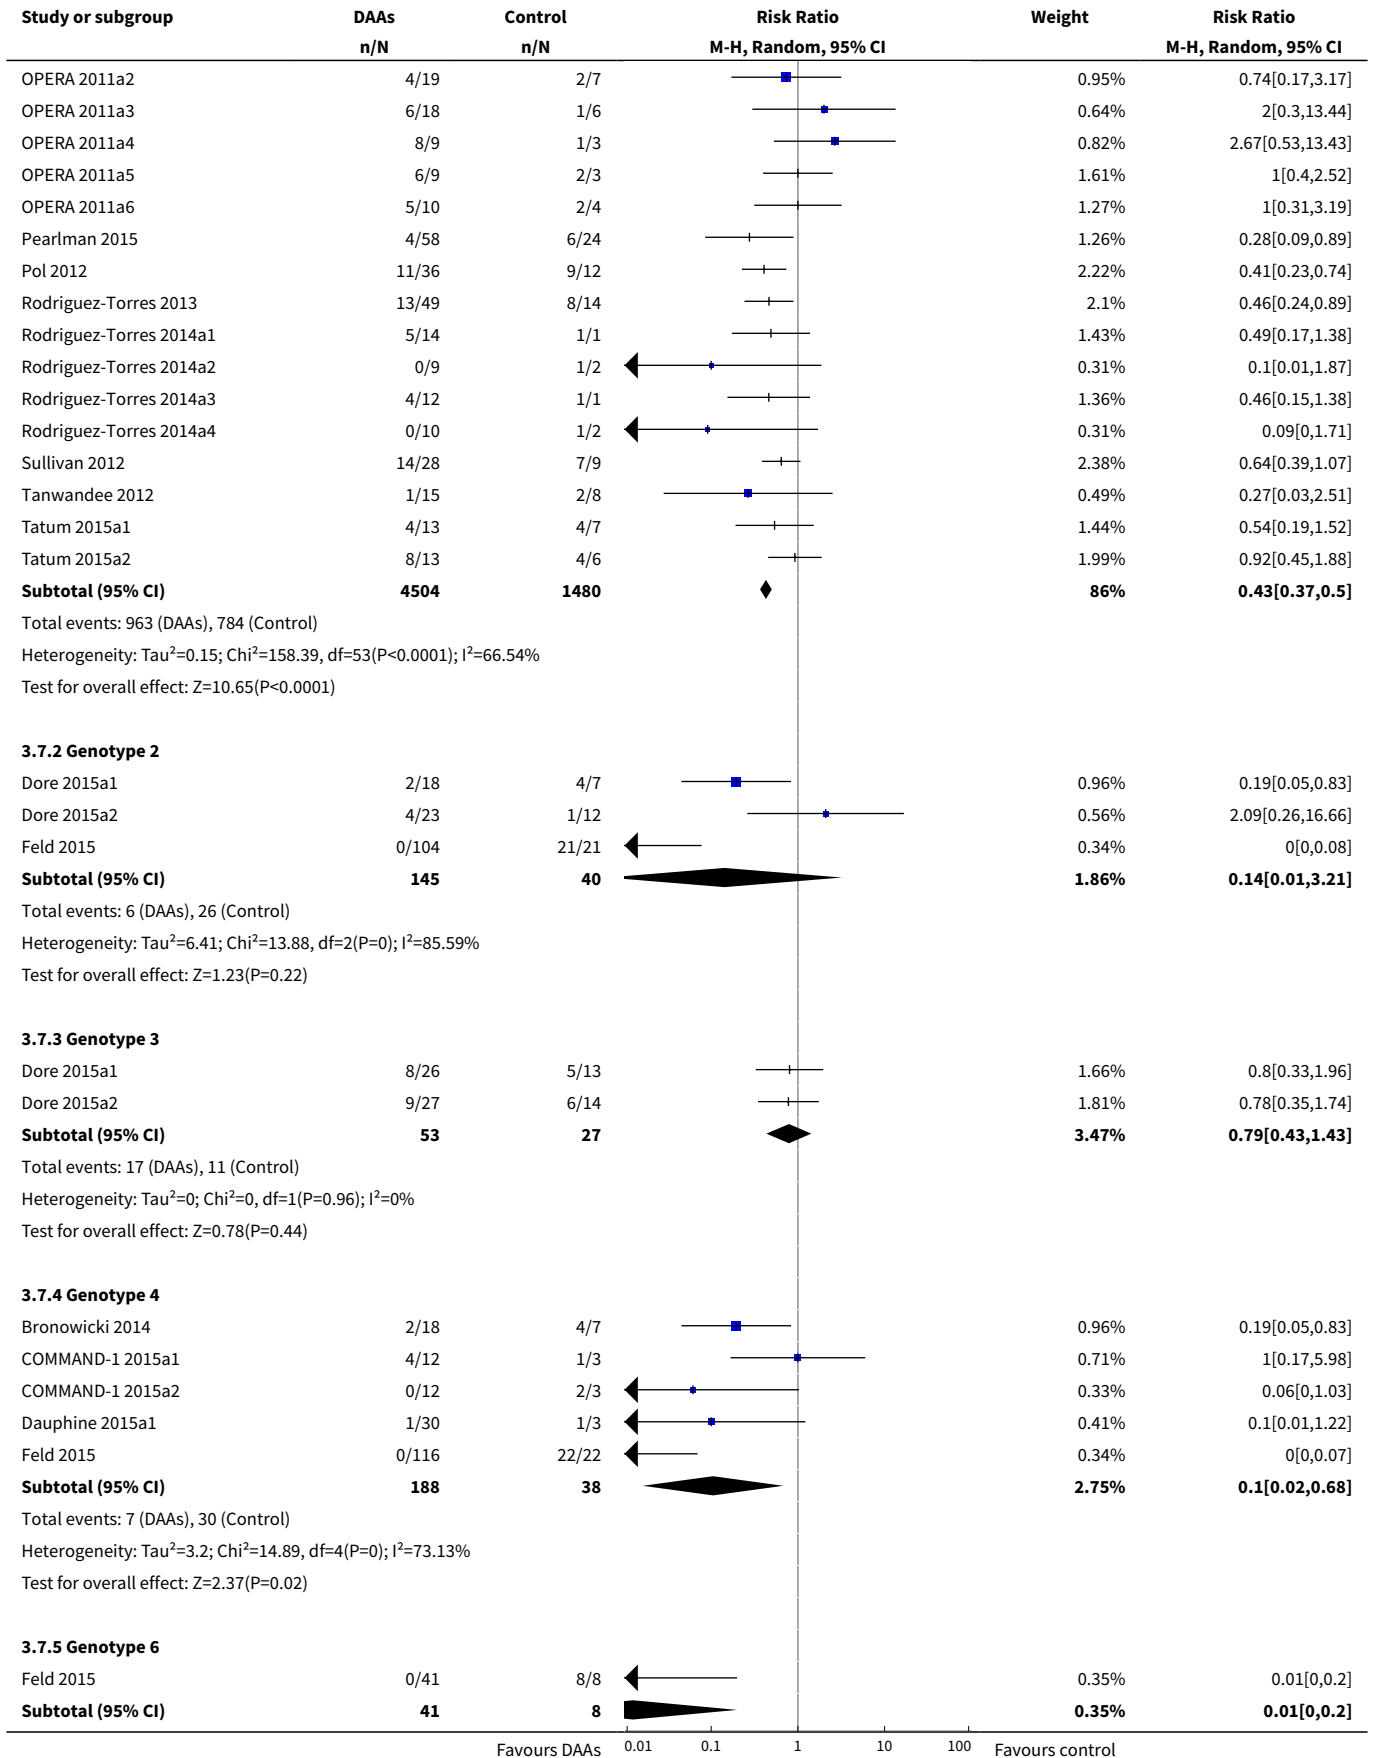 Study or subgroup DAAs Control Risk Ratio Weight Risk Ratio
n/N n/N M-H, Random, 95% CI M-H, Random, 95% CI
OPERA 2011a2 4/19 2/7 0.95% 0.74[0.17,3.17]
OPERA 2011a3 6/18 1/6 0.64% 2[0.3,13.44]
OPERA 2011a4 8/9 1/3 0.82% 2.67[0.53,13.43]
OPERA 2011a5 6/9 2/3 1.61% 1[0.4,2.52]
OPERA 2011a6 5/10 2/4 1.27% 1[0.31,3.19]
Pearlman 2015 4/58 6/24 1.26% 0.28[0.09,0.89]
Pol 2012 11/36 9/12 2.22% 0.41[0.23,0.74]
Rodriguez-Torres 2013 13/49 8/14 2.1% 0.46[0.24,0.89]
Rodriguez-Torres 2014a1 5/14 1/1 1.43% 0.49[0.17,1.38]
Rodriguez-Torres 2014a2 0/9 1/2 0.31% 0.1[0.01,1.87]
Rodriguez-Torres 2014a3 4/12 1/1 1.36% 0.46[0.15,1.38]
Rodriguez-Torres 2014a4 0/10 1/2 0.31% 0.09[0,1.71]
Sullivan 2012 14/28 7/9 2.38% 0.64[0.39,1.07]
Tanwandee 2012 1/15 2/8 0.49% 0.27[0.03,2.51]
Tatum 2015a1 4/13 4/7 1.44% 0.54[0.19,1.52]
Tatum 2015a2 8/13 4/6 1.99% 0.92[0.45,1.88]
Subtotal (95% CI) 4504 1480 86% 0.43[0.37,0.5]
Total events: 963 (DAAs), 784 (Control)
Heterogeneity: Tau²=0.15; Chi²=158.39, df=53(P<0.0001); I²=66.54%
Test for overall effect: Z=10.65(P<0.0001)
3.7.2 Genotype 2
Dore 2015a1 2/18 4/7 0.96% 0.19[0.05,0.83]
Dore 2015a2 4/23 1/12 0.56% 2.09[0.26,16.66]
Feld 2015 0/104 21/21 0.34% 0[0,0.08]
Subtotal (95% CI) 145 40 1.86% 0.14[0.01,3.21]
Total events: 6 (DAAs), 26 (Control)
Heterogeneity: Tau²=6.41; Chi²=13.88, df=2(P=0); I²=85.59%
Test for overall effect: Z=1.23(P=0.22)
3.7.3 Genotype 3
Dore 2015a1 8/26 5/13 1.66% 0.8[0.33,1.96]
Dore 2015a2 9/27 6/14 1.81% 0.78[0.35,1.74]
Subtotal (95% CI) 53 27 3.47% 0.79[0.43,1.43]
Total events: 17 (DAAs), 11 (Control)
Heterogeneity: Tau²=0; Chi²=0, df=1(P=0.96); I²=0%
Test for overall effect: Z=0.78(P=0.44)
3.7.4 Genotype 4
Bronowicki 2014 2/18 4/7 0.96% 0.19[0.05,0.83]
COMMAND-1 2015a1 4/12 1/3 0.71% 1[0.17,5.98]
COMMAND-1 2015a2 0/12 2/3 0.33% 0.06[0,1.03]
Dauphine 2015a1 1/30 1/3 0.41% 0.1[0.01,1.22]
Feld 2015 0/116 22/22 0.34% 0[0,0.07]
Subtotal (95% CI) 188 38 2.75% 0.1[0.02,0.68]
Total events: 7 (DAAs), 30 (Control)
Heterogeneity: Tau²=3.2; Chi²=14.89, df=4(P=0); I²=73.13%
Test for overall effect: Z=2.37(P=0.02)
3.7.5 Genotype 6
Feld 2015 0/41 8/8 0.35% 0.01[0,0.2]
Subtotal (95% CI) 41 8 0.35% 0.01[0,0.2]
Favours DAAs 0.01 0.1 1 10 100 Favours control